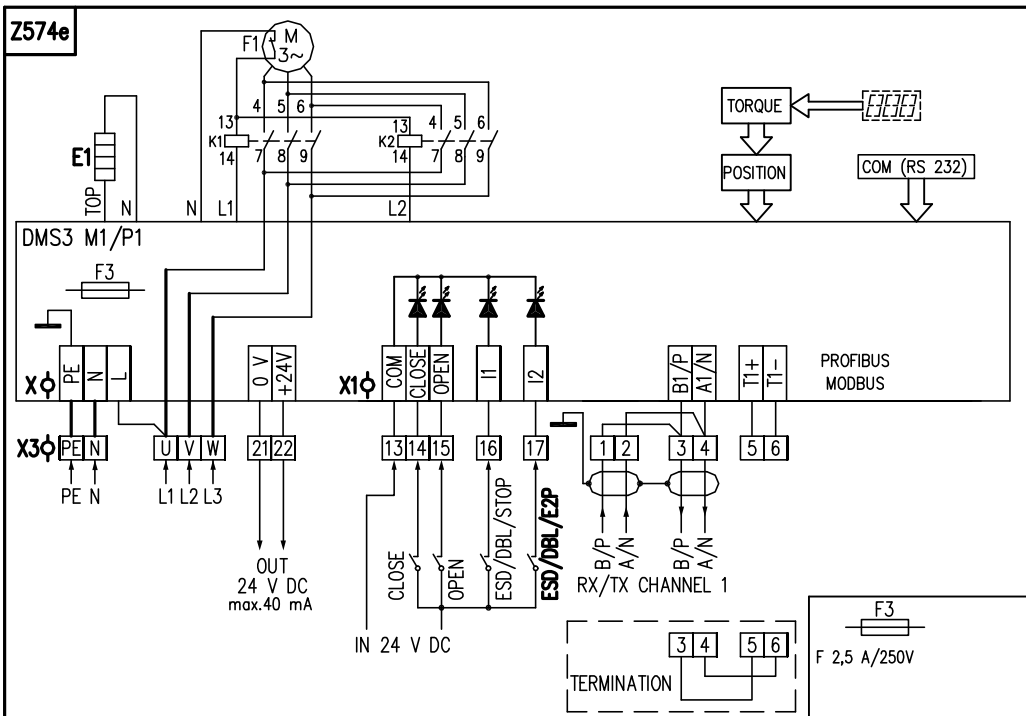 Z574e
F1
M
3~
4 5 6
13
K1
14
7 8 9
13
K2
14
4 5 6
7 8 9
E1
TOP
N
N
L1
L2
TORQUE
POSITION
COM (RS 232)
DMS3 M1/P1
F3
X
PE
N
L
0 V
+24V
X1
COM
CLOSE
OPEN
I1
I2
B1/P
A1/N
T1+
T1-
PROFIBUS
MODBUS
X3
PE N
U V W
21 22
13 14 15
16
17
1 2
3 4
5 6
PE N
L1 L2 L3
OUT
24 V DC
max.40 mA
CLOSE
OPEN
ESD/DBL/STOP
ESD/DBL/E2P
IN 24 V DC
B/P
A/N
B/P
A/N
RX/TX CHANNEL 1
TERMINATION
3 4
5 6
F3
F 2,5 A/250V